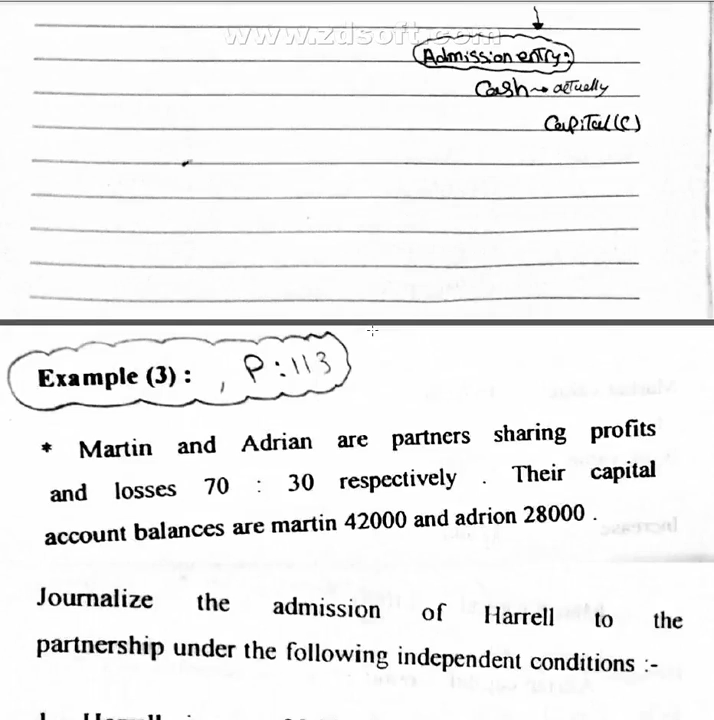 www.zdsoft.com
Admission entry:
Cash → actually
Capital (C)
Example (3) : , P:113
* Martin and Adrian are partners sharing profits
and losses 70 : 30 respectively . Their capital
account balances are martin 42000 and adrion 28000 .
Journalize the admission of Harrell to the
partnership under the following independent conditions :-